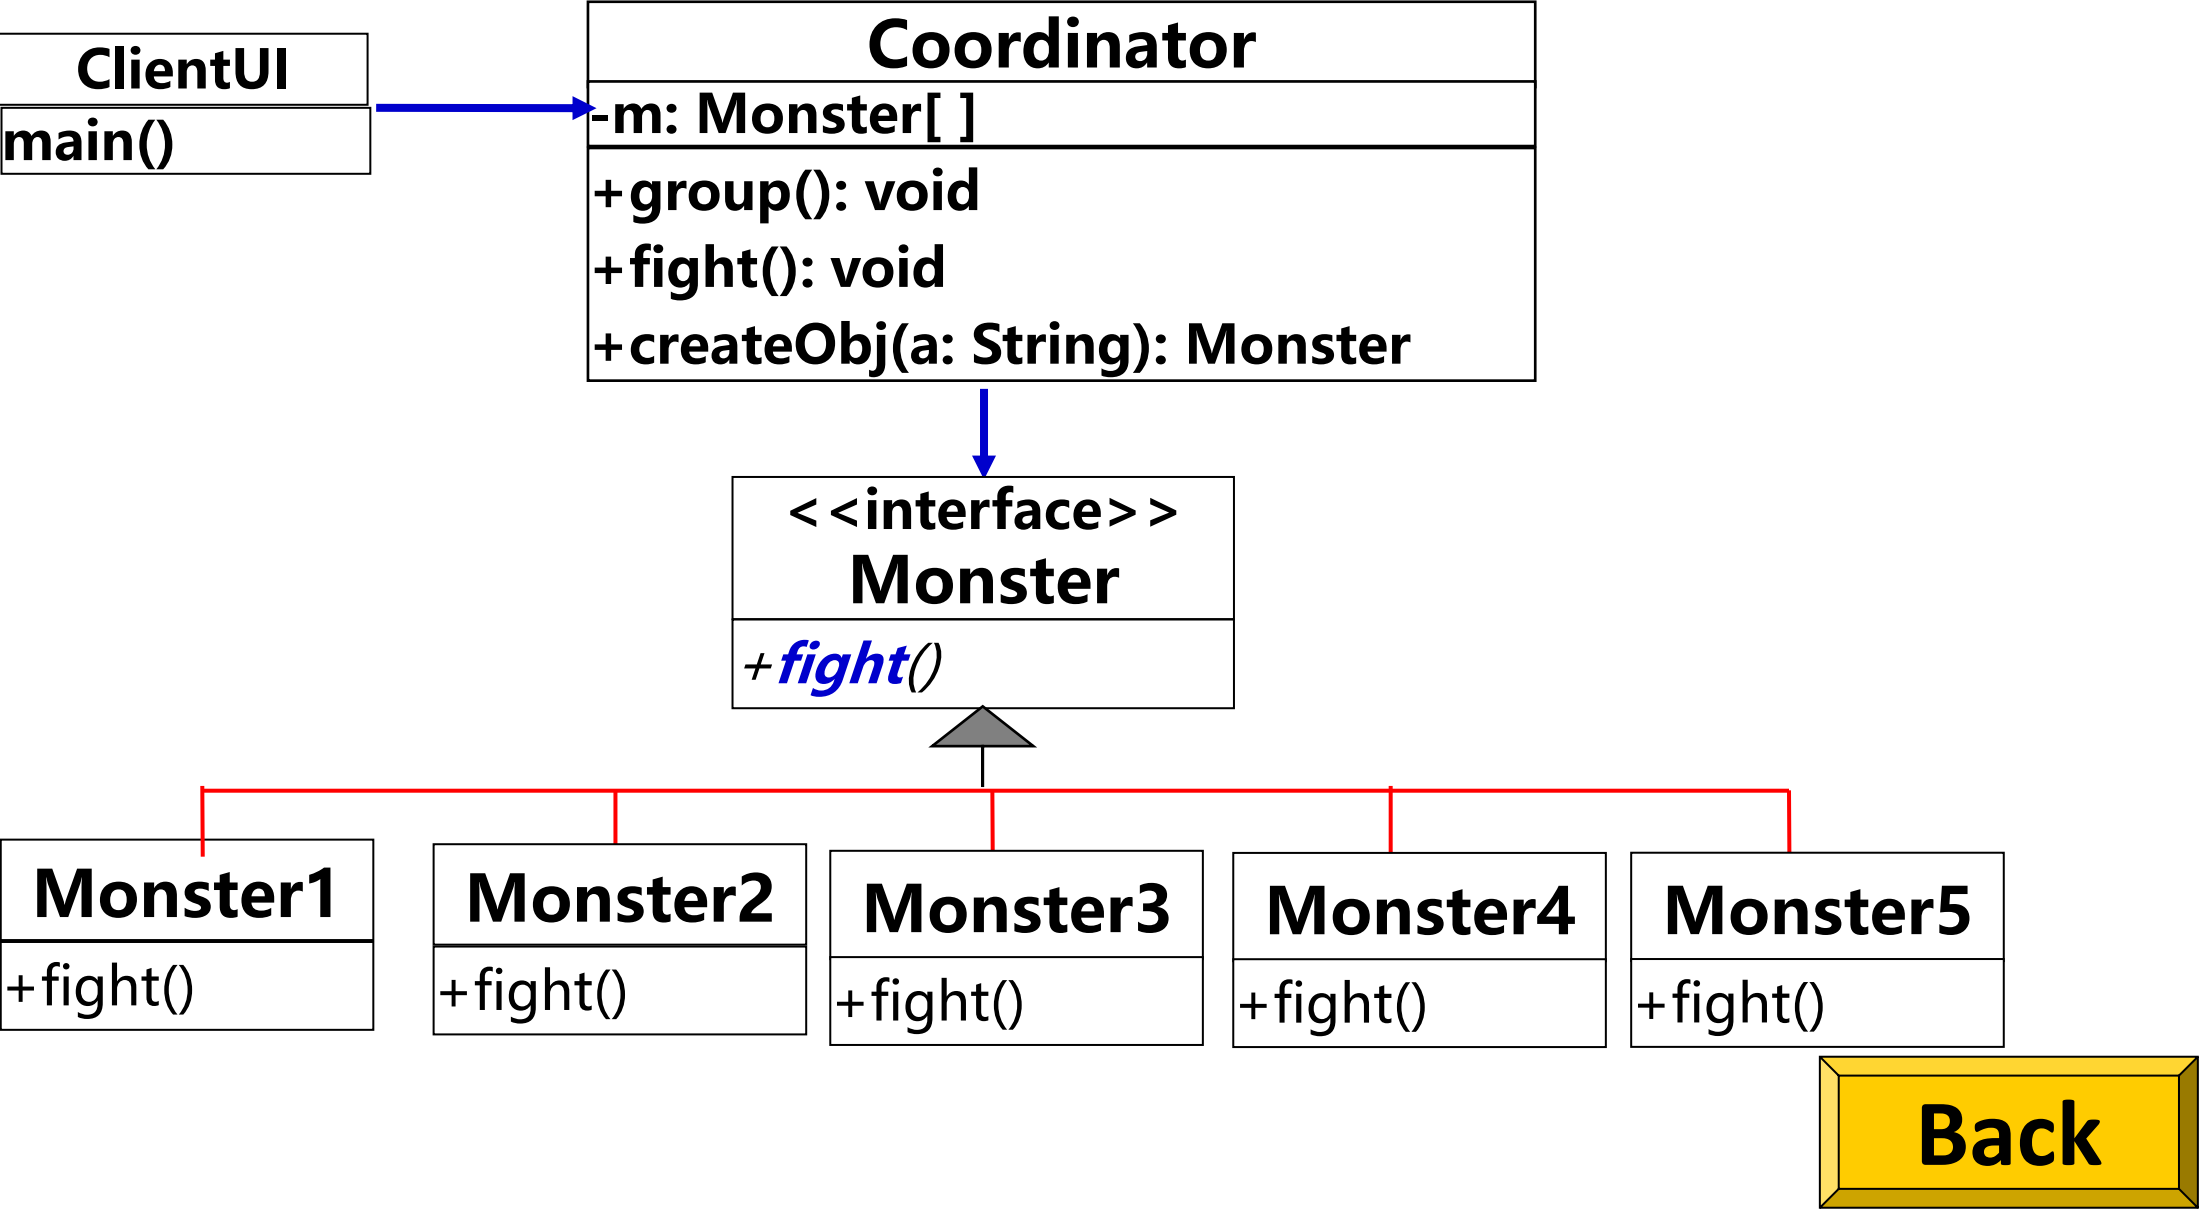 ClientUI
main()
Coordinator
-m: Monster[ ]
+group(): void
+fight(): void
+createObj(a: String): Monster
<<interface>>
Monster
+fight()
Monster1
+fight()
Monster2
+fight()
Monster3
+fight()
Monster4
+fight()
Monster5
+fight()
Back